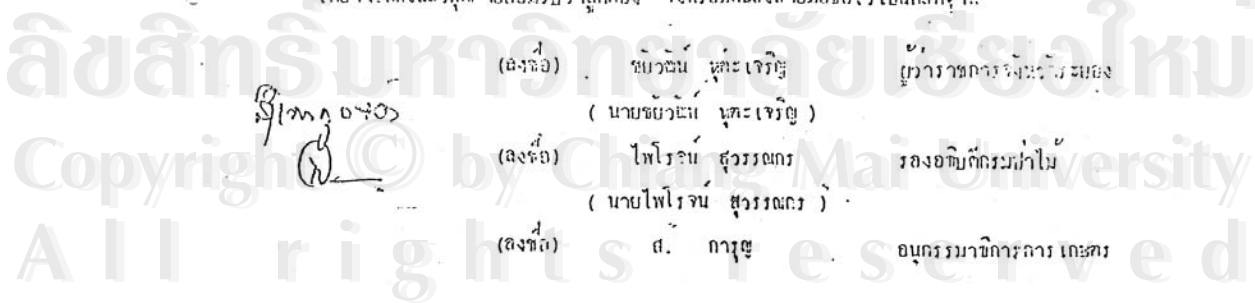 ลิขสิทธิ์มหาวิทยาลัยเชียงใหม่
(ลงชื่อ) ชัยวัฒน์ หุตะเจริญ ผู้ว่าราชการจังหวัดระยอง
( นายชัยวัฒน์ หุตะเจริญ )
Copyright © by Chiang Mai University
(ลงชื่อ) ไพโรจน์ สุวรรณกร รองอธิบดีกรมป่าไม้
( นายไพโรจน์ สุวรรณกร )
(ลงชื่อ) ส. การุญ อนุกรรมาธิการการเกษตร
All rights reserved